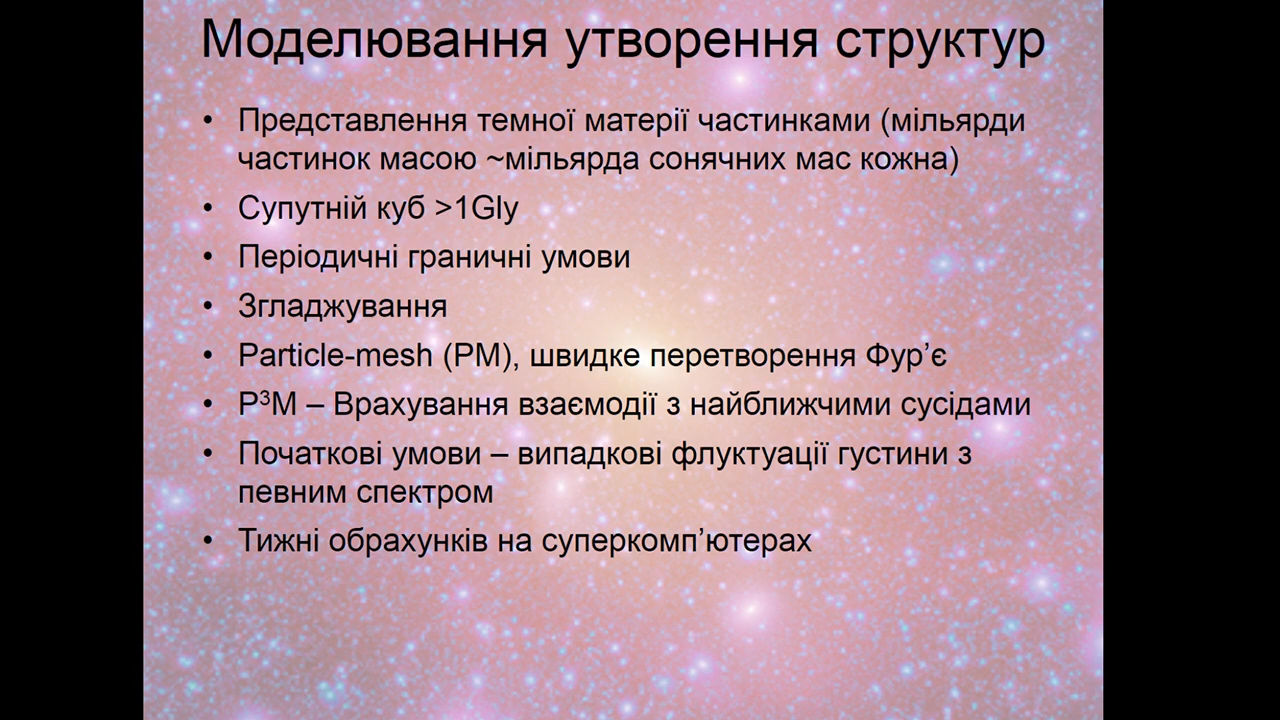 Моделювання утворення структур
• Представлення темної матерії частинками (мільярди
частинок масою ~мільярда сонячних мас кожна)
• Супутній куб >1Gly
• Періодичні граничні умови
• Згладжування
• Particle-mesh (PM), швидке перетворення Фур’є
• P³M – Врахування взаємодії з найближчими сусідами
• Початкові умови – випадкові флуктуації густини з
певним спектром
• Тижні обрахунків на суперкомп’ютерах